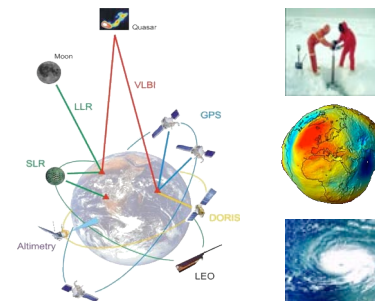 Quasar
Moon
VLBI
LLR
GPS
SLR
DORIS
Altimetry
LEO